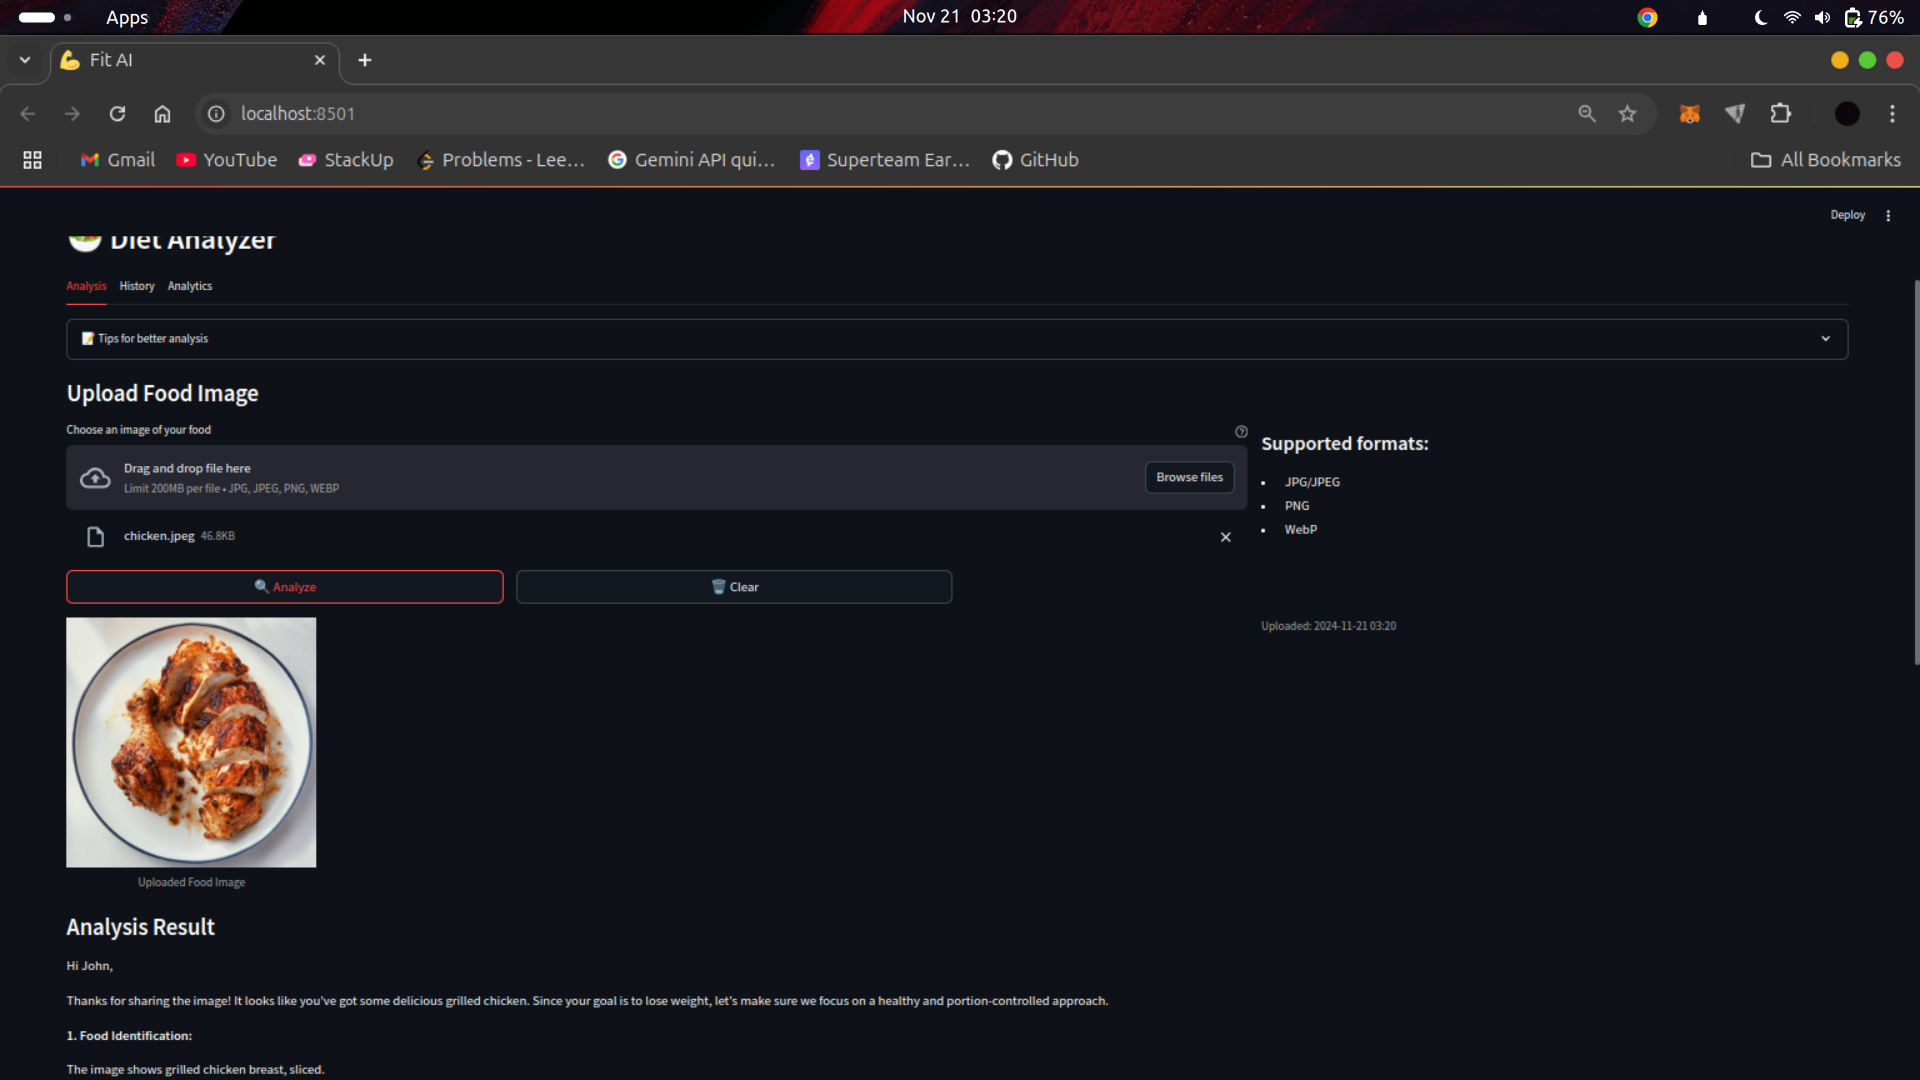 Apps
Nov 21 03:20
76%
Fit AI
localhost:8501
Gmail
YouTube
StackUp
Problems - Lee...
Gemini API qui...
Superteam Ear...
GitHub
All Bookmarks
Deploy
Diet Analyzer
Analysis
History
Analytics
Tips for better analysis
Upload Food Image
Choose an image of your food
Drag and drop file here
Limit 200MB per file • JPG, JPEG, PNG, WEBP
Browse files
chicken.jpeg 46.8KB
Analyze
Clear
Supported formats:
JPG/JPEG
PNG
WebP
Uploaded: 2024-11-21 03:20
Uploaded Food Image
Analysis Result
Hi John,
Thanks for sharing the image! It looks like you've got some delicious grilled chicken. Since your goal is to lose weight, let's make sure we focus on a healthy and portion-controlled approach.
1. Food Identification:
The image shows grilled chicken breast, sliced.